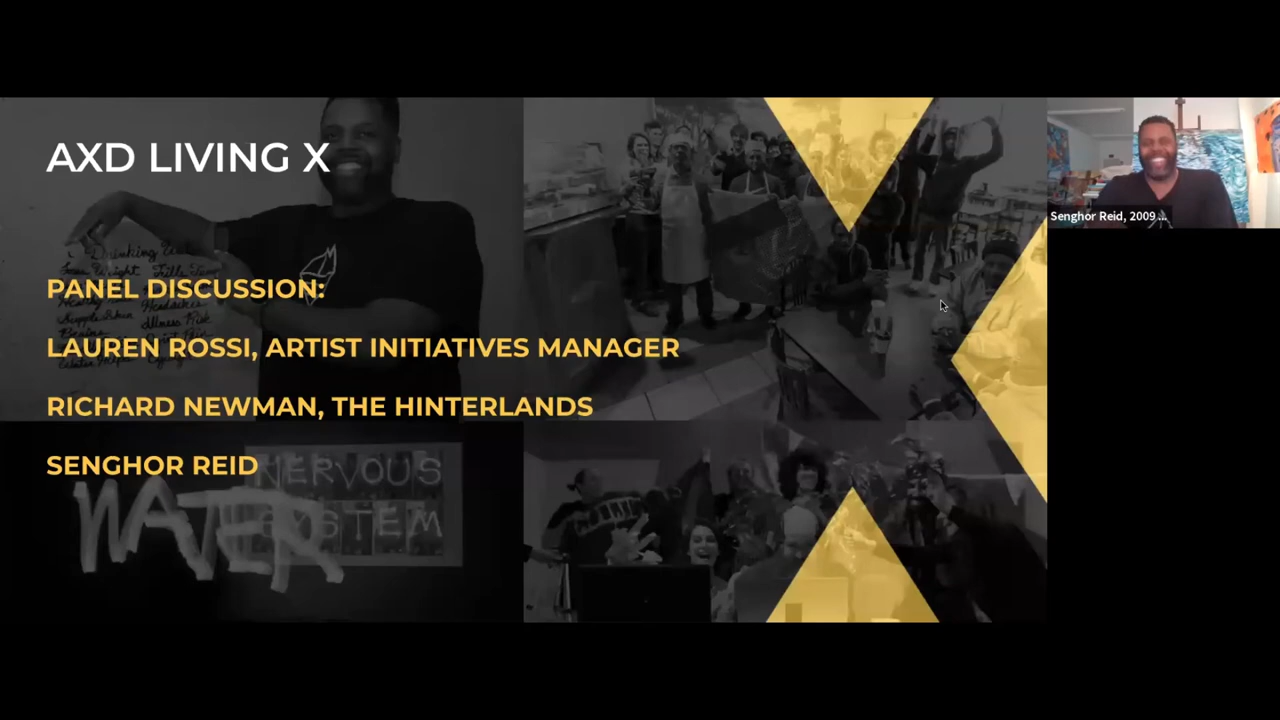 AXD LIVING X
PANEL DISCUSSION:
LAUREN ROSSI, ARTIST INITIATIVES MANAGER
RICHARD NEWMAN, THE HINTERLANDS
SENGHOR REID
Senghor Reid, 2009 ...
Drinking
NERVOUS
SYSTEM
WATER